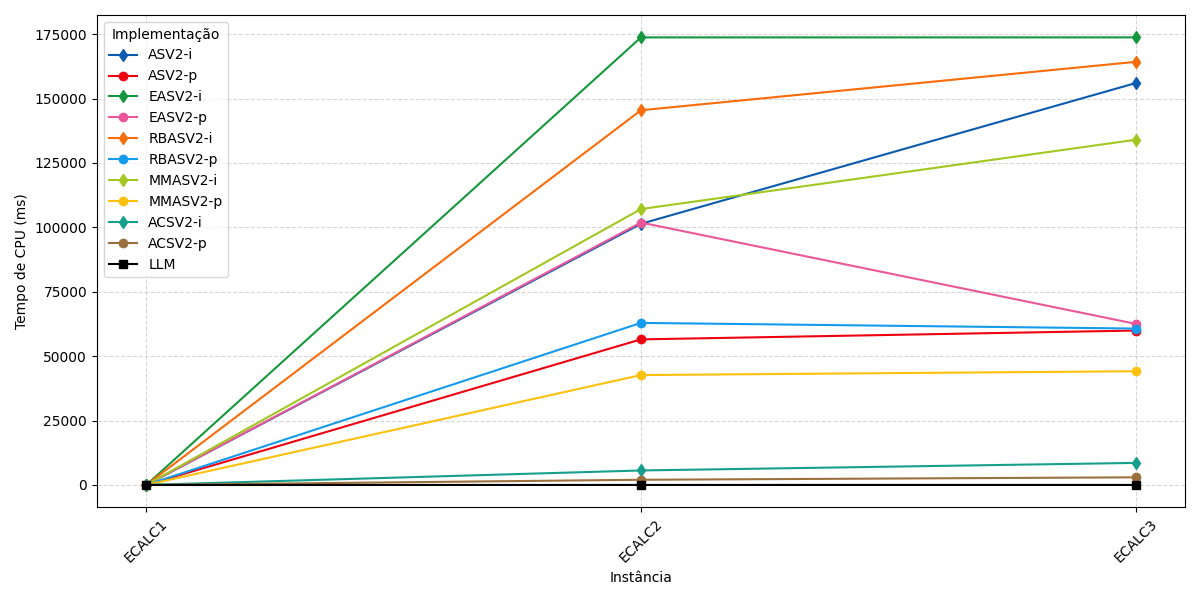 Implementação
ASV2-i
ASV2-p
EASV2-i
EASV2-p
RBASV2-i
RBASV2-p
MMASV2-i
MMASV2-p
ACSV2-i
ACSV2-p
LLM
Tempo de CPU (ms)
175000
150000
125000
100000
75000
50000
25000
0
ECALC1
ECALC2
ECALC3
Instância